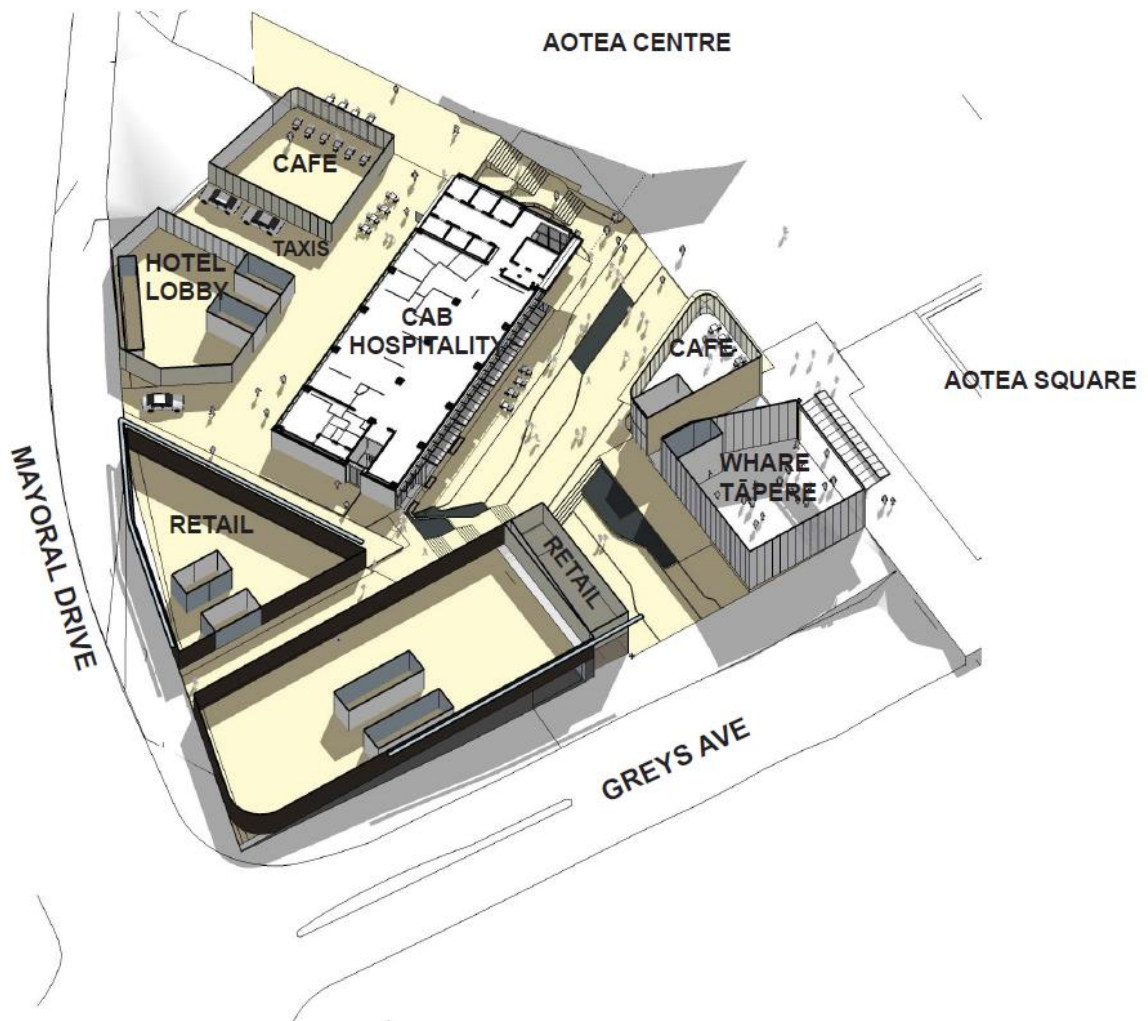 AOTEA CENTRE
CAFE
TAXIS
HOTEL
LOBBY
CAB
HOSPITALITY
CAFE
AOTEA SQUARE
WHARE
TĀPERE
RETAIL
RETAIL
MAYORAL DRIVE
GREYS AVE